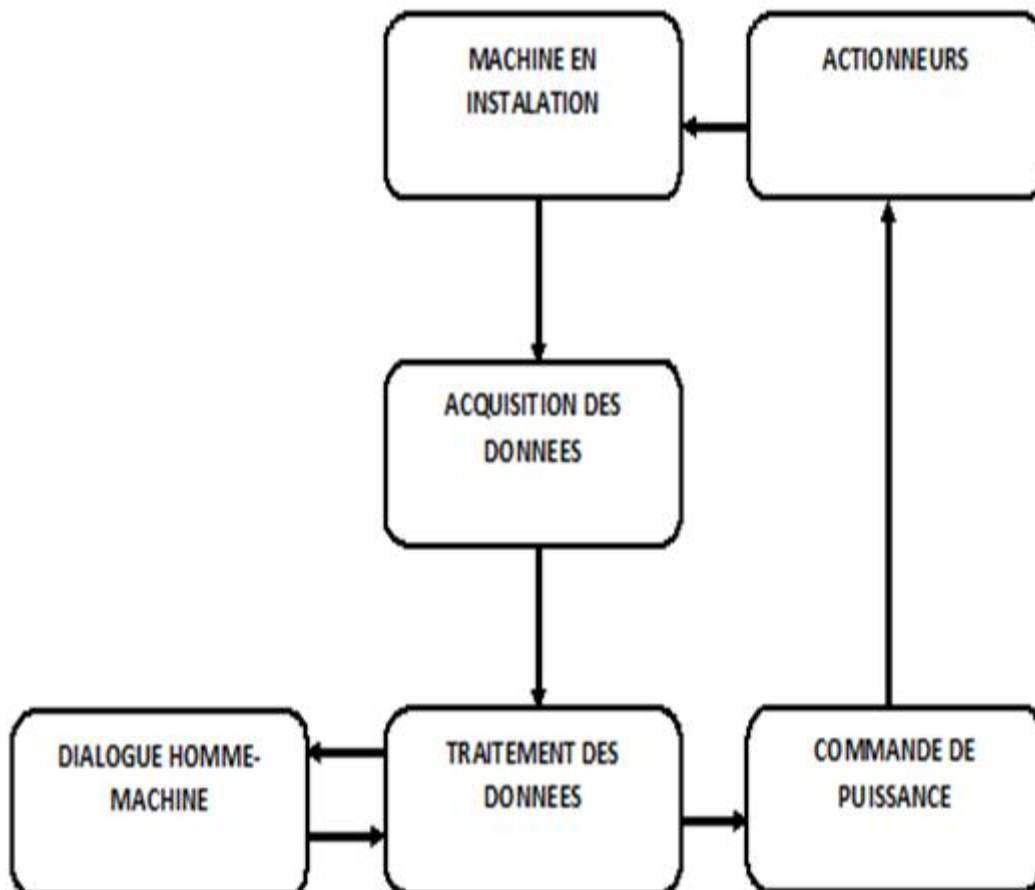 MACHINE EN
INSTALATION
ACTIONNEURS
ACQUISITION DES
DONNEES
DIALOGUE HOMME-
MACHINE
TRAITEMENT DES
DONNEES
COMMANDE DE
PUISSANCE